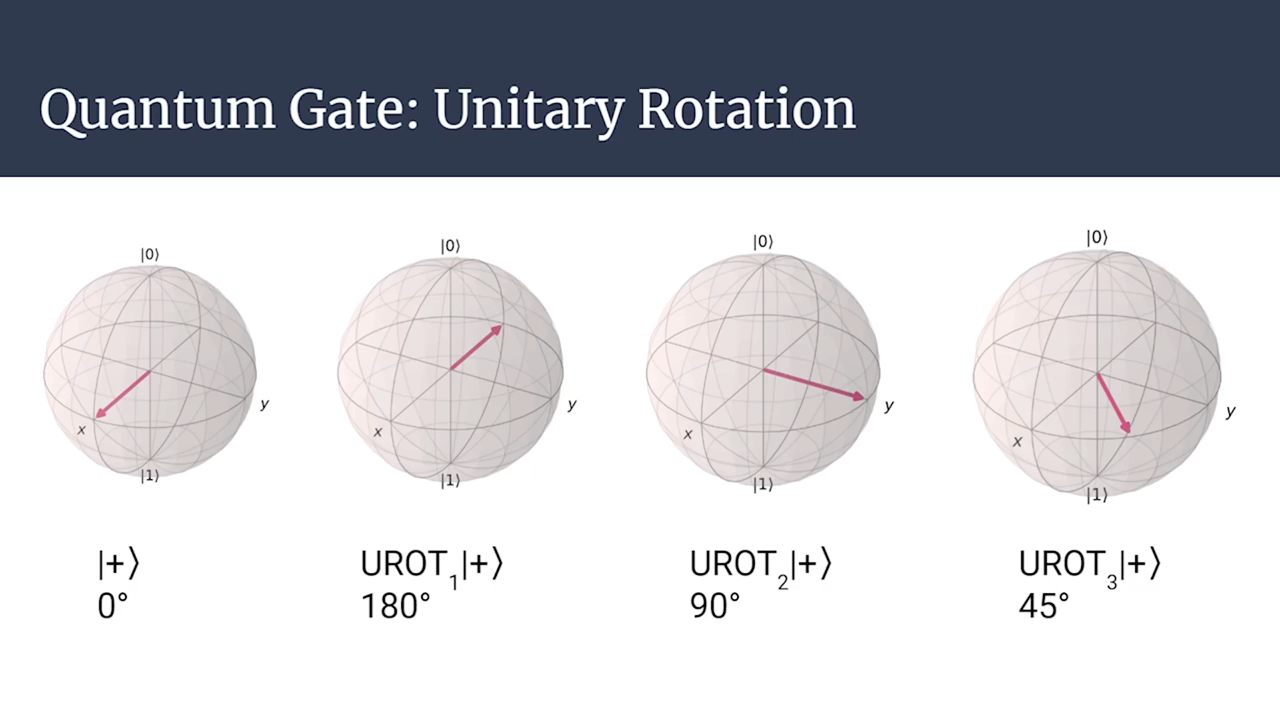 Quantum Gate: Unitary Rotation
|0⟩
x
y
|1⟩
|+⟩
0°
|0⟩
x
y
|1⟩
UROT₁|+⟩
180°
|0⟩
x
y
|1⟩
UROT₂|+⟩
90°
|0⟩
x
y
|1⟩
UROT₃|+⟩
45°